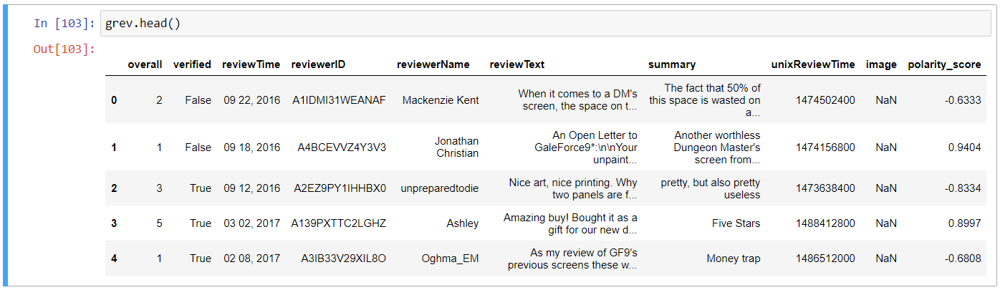 In [103]: grev.head()
Out[103]:
overall verified reviewTime reviewerID reviewerName reviewText summary unixReviewTime image polarity_score
0 2 False 09 22, 2016 A1IDMI31WEANAF Mackenzie Kent When it comes to a DM's screen, the space on t... The fact that 50% of this space is wasted on a... 1474502400 NaN -0.6333
1 1 False 09 18, 2016 A4BCEVVZ4Y3V3 Jonathan Christian An Open Letter to GaleForce9*:\n\nYour unpaint... Another worthless Dungeon Master's screen from... 1474156800 NaN 0.9404
2 3 True 09 12, 2016 A2EZ9PY1IHHBX0 unpreparedtodie Nice art, nice printing. Why two panels are f... pretty, but also pretty useless 1473638400 NaN -0.8334
3 5 True 03 02, 2017 A139PXTTC2LGHZ Ashley Amazing buy! Bought it as a gift for our new d... Five Stars 1488412800 NaN 0.8997
4 1 True 02 08, 2017 A3IB33V29XIL8O Oghma_EM As my review of GF9's previous screens these w... Money trap 1486512000 NaN -0.6808